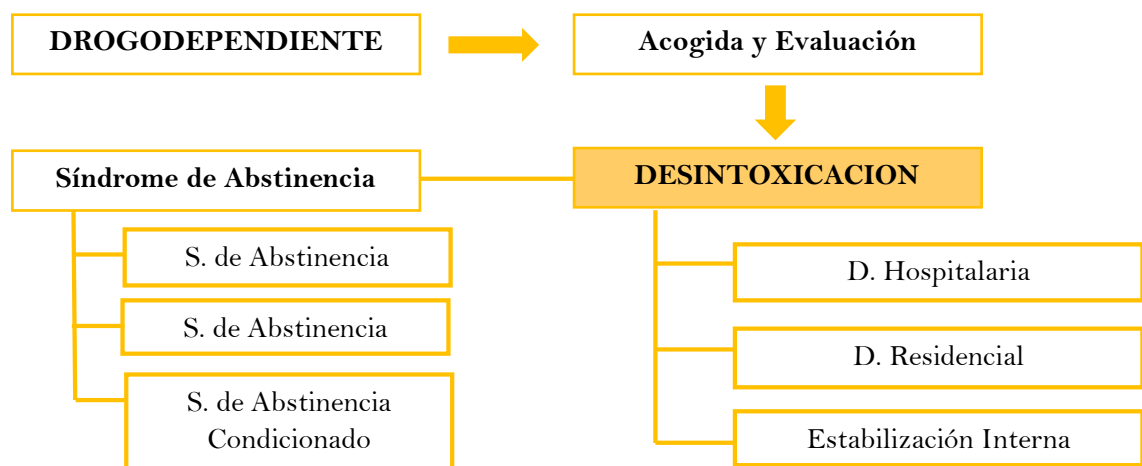 DROGODEPENDIENTE
Acogida y Evaluación
Síndrome de Abstinencia
DESINTOXICACION
S. de Abstinencia
S. de Abstinencia
S. de Abstinencia
Condicionado
D. Hospitalaria
D. Residencial
Estabilización Interna